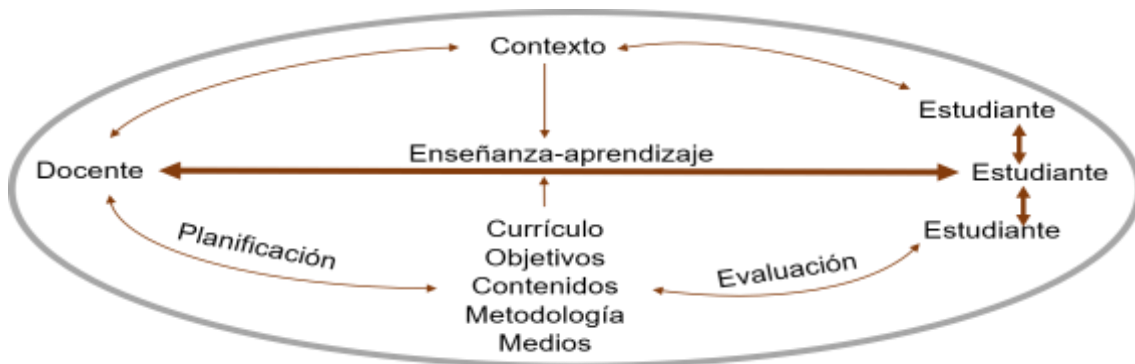 Contexto
Estudiante
Enseñanza-aprendizaje
Docente
Estudiante
Currículo
Estudiante
Planificación
Objetivos
Evaluación
Contenidos
Metodología
Medios